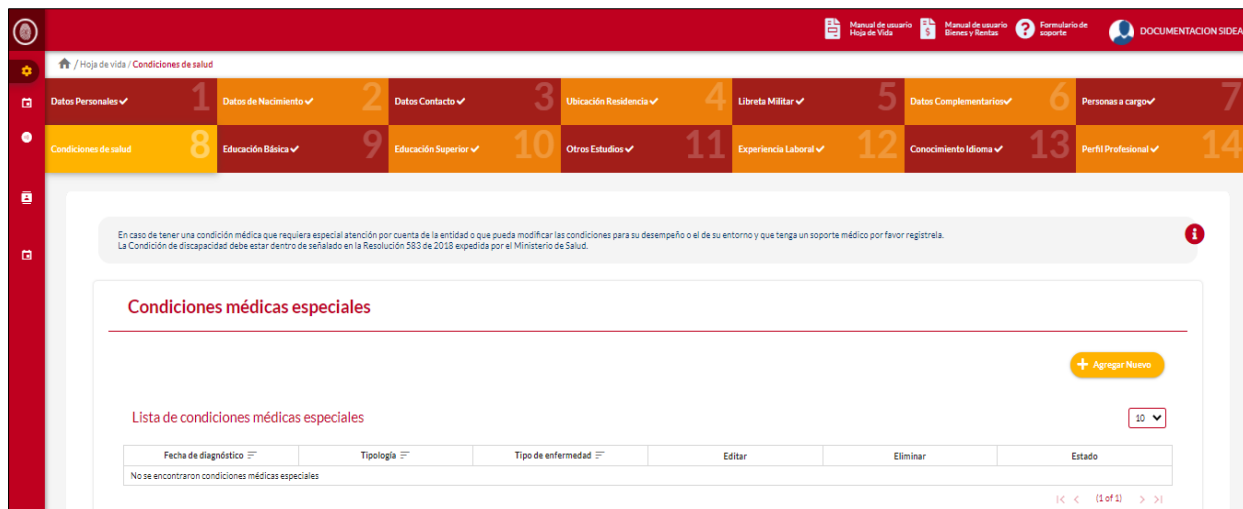 Manual de usuario
Hoja de Vida
$
Manual de usuario
Bienes y Rentas
?
Formulario de
soporte
DOCUMENTACION SIDEA
/ Hoja de vida / Condiciones de salud
Datos Personales ✔ 1
Datos de Nacimiento ✔ 2
Datos Contacto ✔ 3
Ubicación Residencia ✔ 4
Libreta Militar ✔ 5
Datos Complementarios ✔ 6
Personas a cargo ✔ 7
Condiciones de salud 8
Educación Básica ✔ 9
Educación Superior ✔ 10
Otros Estudios ✔ 11
Experiencia Laboral ✔ 12
Conocimiento Idioma ✔ 13
Perfil Profesional ✔ 14
En caso de tener una condición médica que requiera especial atención por cuenta de la entidad o que pueda modificar las condiciones para su desempeño o el de su entorno y que tenga un soporte médico por favor registrela.
La Condición de discapacidad debe estar dentro de señalado en la Resolución 583 de 2018 expedida por el Ministerio de Salud.
i
Condiciones médicas especiales
+ Agregar Nuevo
Lista de condiciones médicas especiales
10
Fecha de diagnóstico Tipología Tipo de enfermedad Editar Eliminar Estado
No se encontraron condiciones médicas especiales
(1 of 1)